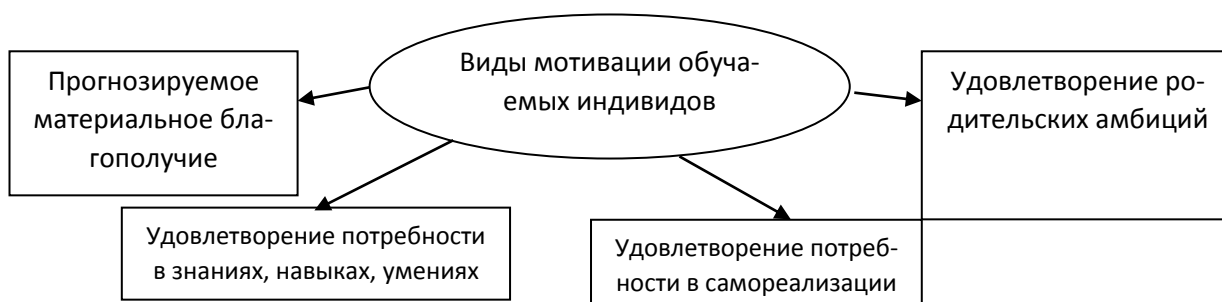 Виды мотивации обуча-
емых индивидов
Прогнозируемое
материальное бла-
гополучие
Удовлетворение ро-
дительских амбиций
Удовлетворение потребности
в знаниях, навыках, умениях
Удовлетворение потреб-
ности в самореализации